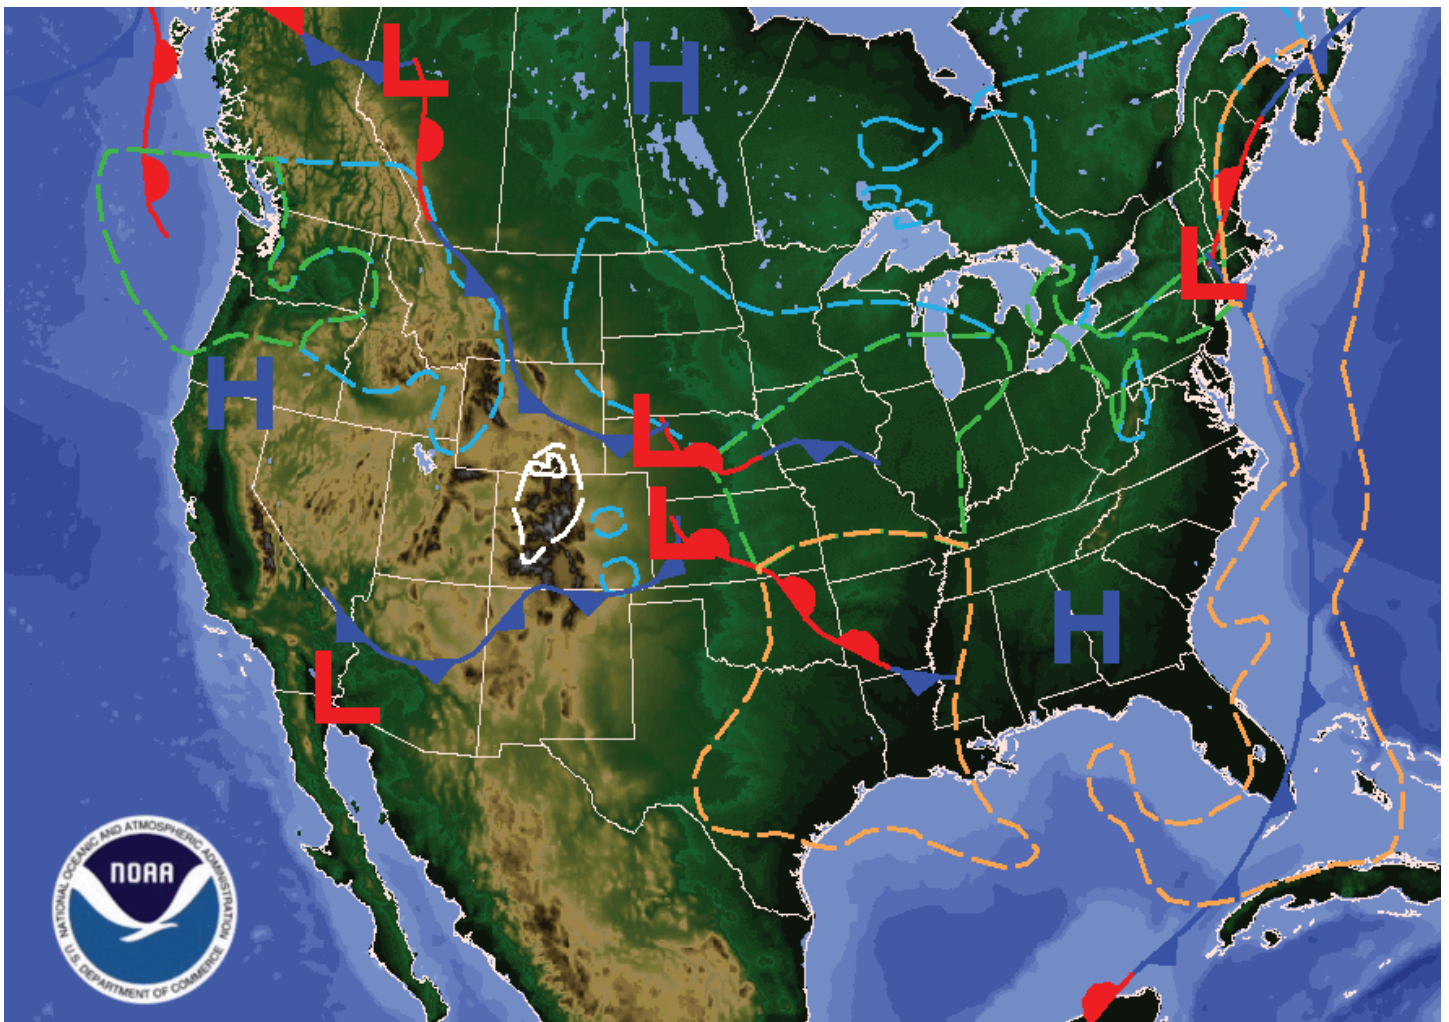 L
H
L
H
L
L
L
H
L
NATIONAL OCEANIC AND ATMOSPHERIC ADMINISTRATION
NOAA
U.S. DEPARTMENT OF COMMERCE